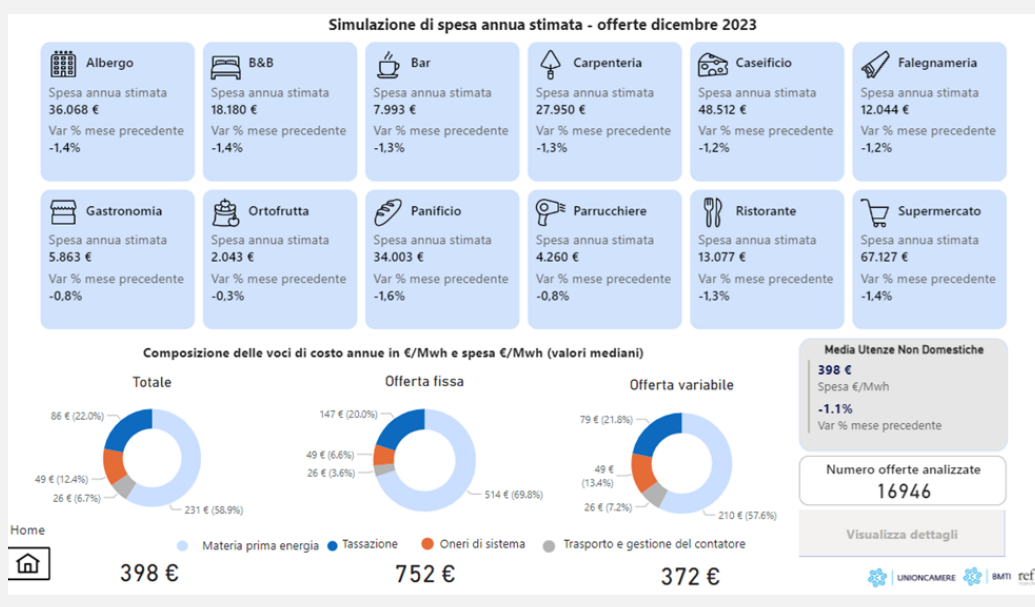 Simulazione di spesa annua stimata - offerte dicembre 2023
Albergo
Spesa annua stimata
36.068 €
Var % mese precedente
-1,4%
B&B
Spesa annua stimata
18.180 €
Var % mese precedente
-1,4%
Bar
Spesa annua stimata
7.993 €
Var % mese precedente
-1,3%
Carpenteria
Spesa annua stimata
27.950 €
Var % mese precedente
-1,3%
Caseificio
Spesa annua stimata
48.512 €
Var % mese precedente
-1,2%
Falegnameria
Spesa annua stimata
12.044 €
Var % mese precedente
-1,2%
Gastronomia
Spesa annua stimata
5.863 €
Var % mese precedente
-0,8%
Ortofrutta
Spesa annua stimata
2.043 €
Var % mese precedente
-0,3%
Panificio
Spesa annua stimata
34.003 €
Var % mese precedente
-1,6%
Parrucchiere
Spesa annua stimata
4.260 €
Var % mese precedente
-0,8%
Ristorante
Spesa annua stimata
13.077 €
Var % mese precedente
-1,3%
Supermercato
Spesa annua stimata
67.127 €
Var % mese precedente
-1,4%
Composizione delle voci di costo annue in €/Mwh e spesa €/Mwh (valori mediani)
Totale
86 € (22.0%)
49 € (12.4%)
26 € (6.7%)
231 € (58.9%)
Offerta fissa
147 € (20.0%)
49 € (6.6%)
26 € (3.6%)
514 € (69.8%)
Offerta variabile
79 € (21.8%)
49 €
(13.4%)
26 € (7.2%)
210 € (57.6%)
Media Utenze Non Domestiche
398 €
Spesa €/Mwh
-1.1%
Var % mese precedente
Numero offerte analizzate
16946
Visualizza dettagli
Home
Materia prima energia
Tassazione
Oneri di sistema
Trasporto e gestione del contatore
398 €
752 €
372 €
UNIONCAMERE
BMTI
ref